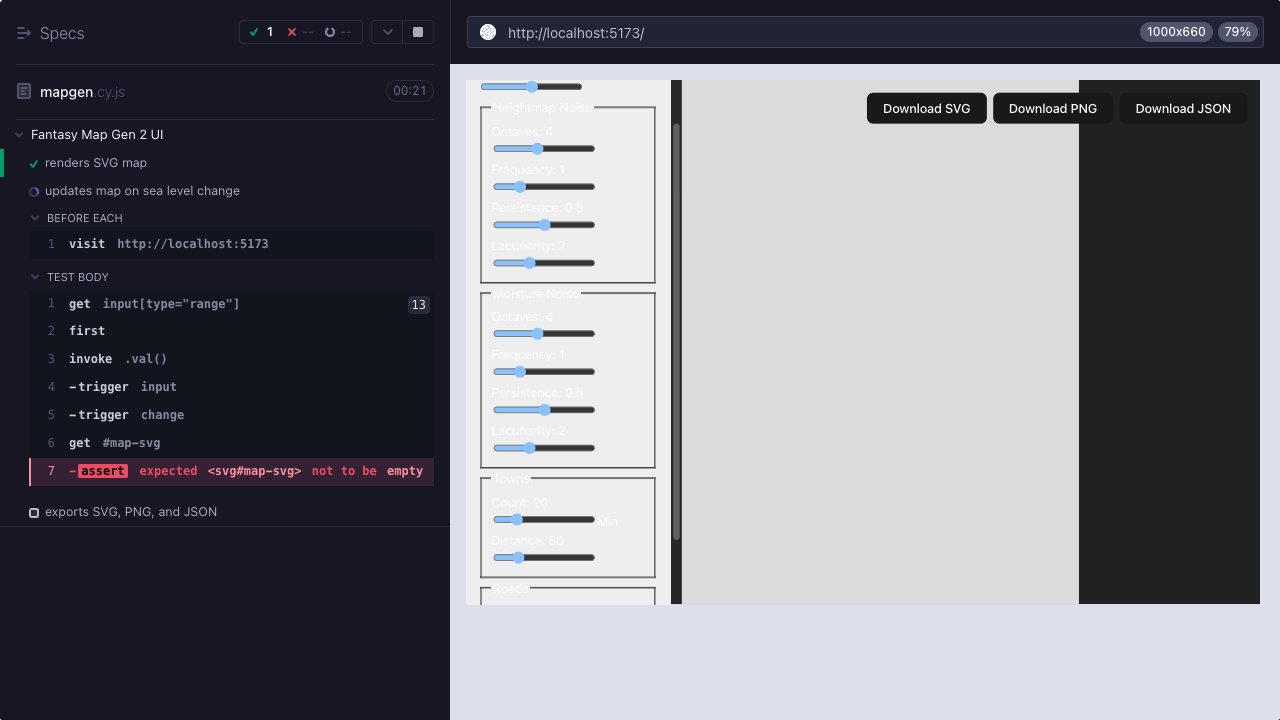 Specs
1
--
--
mapgen.cy.js
00:21
Fantasy Map Gen 2 UI
renders SVG map
updates map on sea level change
BEFORE EACH
1 visit http://localhost:5173
TEST BODY
1 get input[type="range"] 13
2 first
3 invoke .val()
4 -trigger input
5 -trigger change
6 get #map-svg
7 -assert expected <svg#map-svg> not to be empty
exports SVG, PNG, and JSON
http://localhost:5173/
1000x660
79%
Heightmap Noise
Octaves: 4
Frequency: 1
Persistence: 0.5
Lacunarity: 2
Moisture Noise
Octaves: 4
Frequency: 1
Persistence: 0.5
Lacunarity: 2
Towns
Count: 20
Min
Distance: 50
Roads
Download SVG
Download PNG
Download JSON